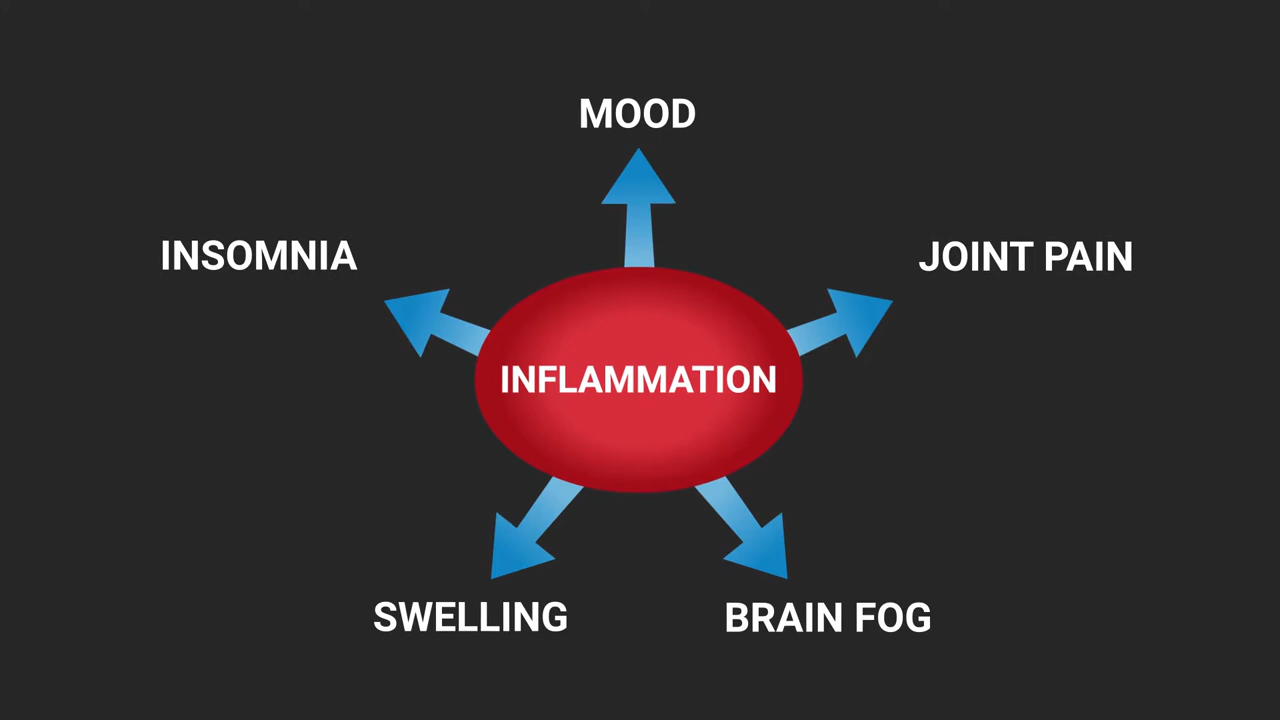 MOOD
INSOMNIA
JOINT PAIN
INFLAMMATION
SWELLING
BRAIN FOG